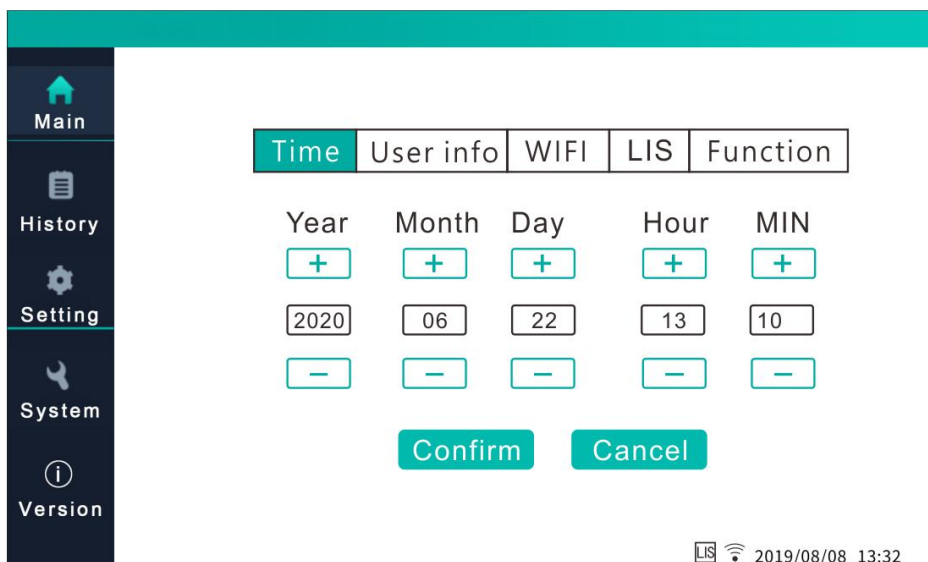 Main
History
Setting
System
Version
Time User info WIFI LIS Function
Year Month Day Hour MIN
+ + + + +
2020 06 22 13 10
− − − − −
Confirm Cancel
LIS 2019/08/08 13:32